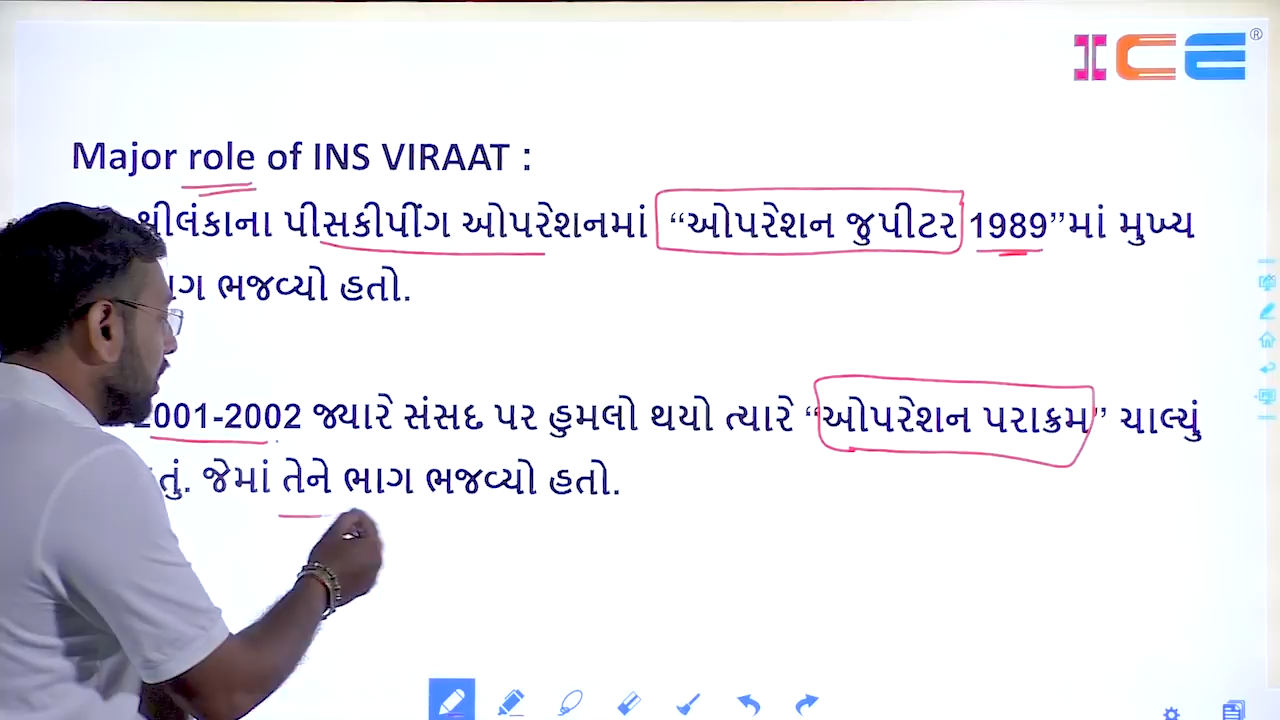 ICE®
Major role of INS VIRAAT :
શ્રીલંકાના પીસકીપીંગ ઓપરેશનમાં “ઓપરેશન જુપીટર 1989”માં મુખ્ય
ભજવ્યો હતો.
2001-2002 જ્યારે સંસદ પર હુમલો થયો ત્યારે “ઓપરેશન પરાક્રમ” ચાલ્યું
જેમાં તેને ભાગ ભજવ્યો હતો.